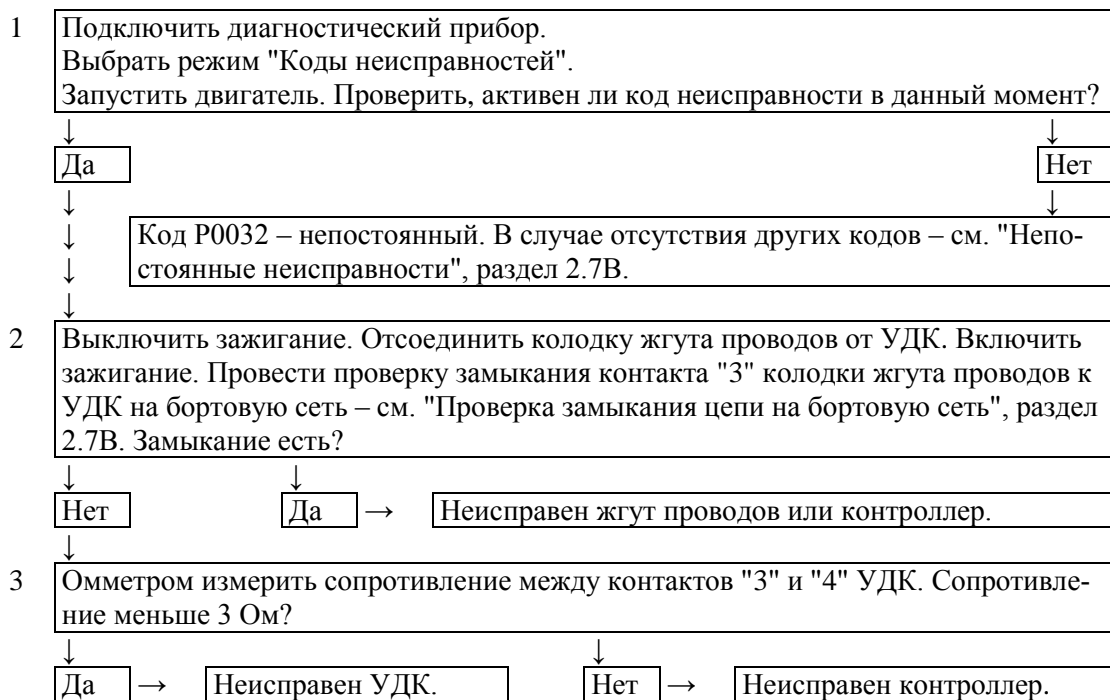 1 Подключить диагностический прибор.
Выбрать режим "Коды неисправностей".
Запустить двигатель. Проверить, активен ли код неисправности в данный момент?
↓ ↓
Да Нет
↓ ↓
↓ Код Р0032 – непостоянный. В случае отсутствия других кодов – см. "Непо-
↓ стоянные неисправности", раздел 2.7В.
↓
2 Выключить зажигание. Отсоединить колодку жгута проводов от УДК. Включить
зажигание. Провести проверку замыкания контакта "3" колодки жгута проводов к
УДК на бортовую сеть – см. "Проверка замыкания цепи на бортовую сеть", раздел
2.7В. Замыкание есть?
↓ ↓
Нет Да → Неисправен жгут проводов или контроллер.
↓
3 Омметром измерить сопротивление между контактов "3" и "4" УДК. Сопротивле-
ние меньше 3 Ом?
↓ ↓
Да → Неисправен УДК. Нет → Неисправен контроллер.